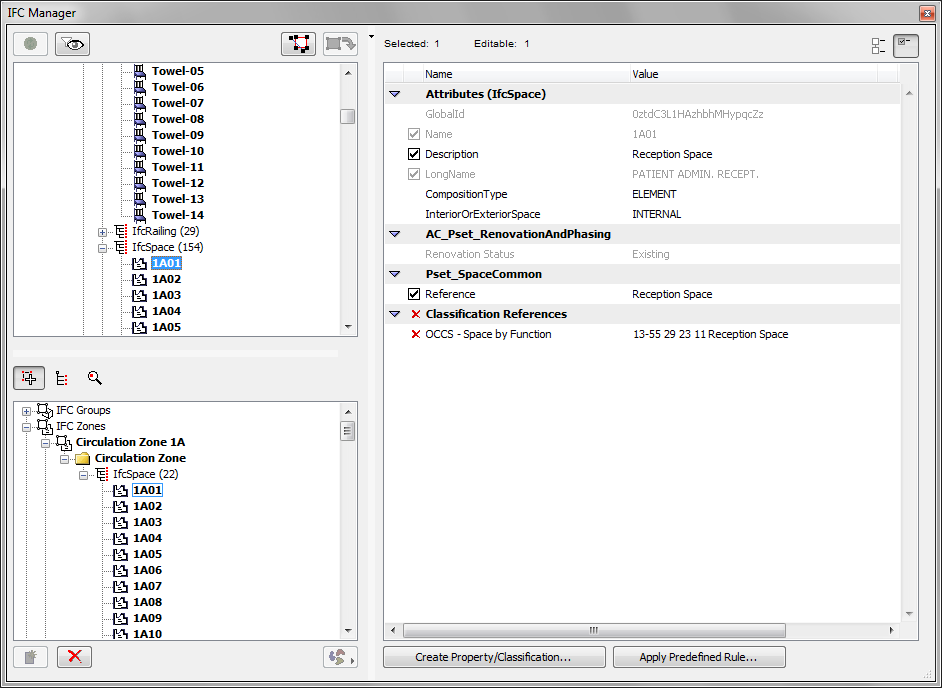 IFC Manager
Selected: 1 Editable: 1
Towel-05
Towel-06
Towel-07
Towel-08
Towel-09
Towel-10
Towel-11
Towel-12
Towel-13
Towel-14
IfcRailing (29)
IfcSpace (154)
1A01
1A02
1A03
1A04
1A05
IFC Groups
IFC Zones
Circulation Zone 1A
Circulation Zone
IfcSpace (22)
1A01
1A02
1A03
1A04
1A05
1A06
1A07
1A08
1A09
1A10
Name Value
Attributes (IfcSpace)
GlobalId 0ztdC3L1HAzhbhMHypqcZz
Name 1A01
Description Reception Space
LongName PATIENT ADMIN. RECEPT.
CompositionType ELEMENT
InteriorOrExteriorSpace INTERNAL
AC_Pset_RenovationAndPhasing
Renovation Status Existing
Pset_SpaceCommon
Reference Reception Space
Classification References
OCCS - Space by Function 13-55 29 23 11 Reception Space
Create Property/Classification... Apply Predefined Rule...